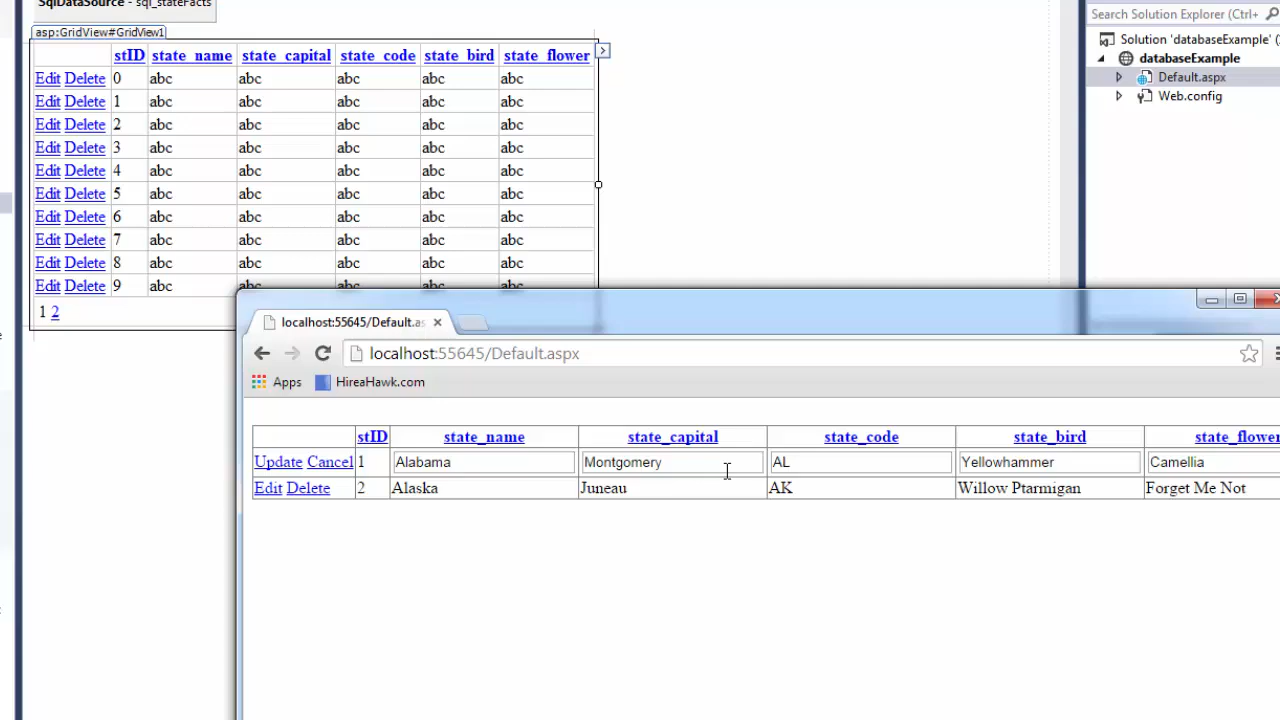 SqlDataSource - sql_stateFacts
asp:GridView#GridView1
stID state_name state_capital state_code state_bird state_flower
Edit Delete 0 abc abc abc abc abc
Edit Delete 1 abc abc abc abc abc
Edit Delete 2 abc abc abc abc abc
Edit Delete 3 abc abc abc abc abc
Edit Delete 4 abc abc abc abc abc
Edit Delete 5 abc abc abc abc abc
Edit Delete 6 abc abc abc abc abc
Edit Delete 7 abc abc abc abc abc
Edit Delete 8 abc abc abc abc abc
Edit Delete 9 abc abc abc abc abc
1 2
Search Solution Explorer (Ctrl+
Solution 'databaseExample' (
databaseExample
Default.aspx
Web.config
localhost:55645/Default.as
localhost:55645/Default.aspx
Apps HireaHawk.com
stID state_name state_capital state_code state_bird state_flower
Update Cancel 1 Alabama Montgomery AL Yellowhammer Camellia
Edit Delete 2 Alaska Juneau AK Willow Ptarmigan Forget Me Not